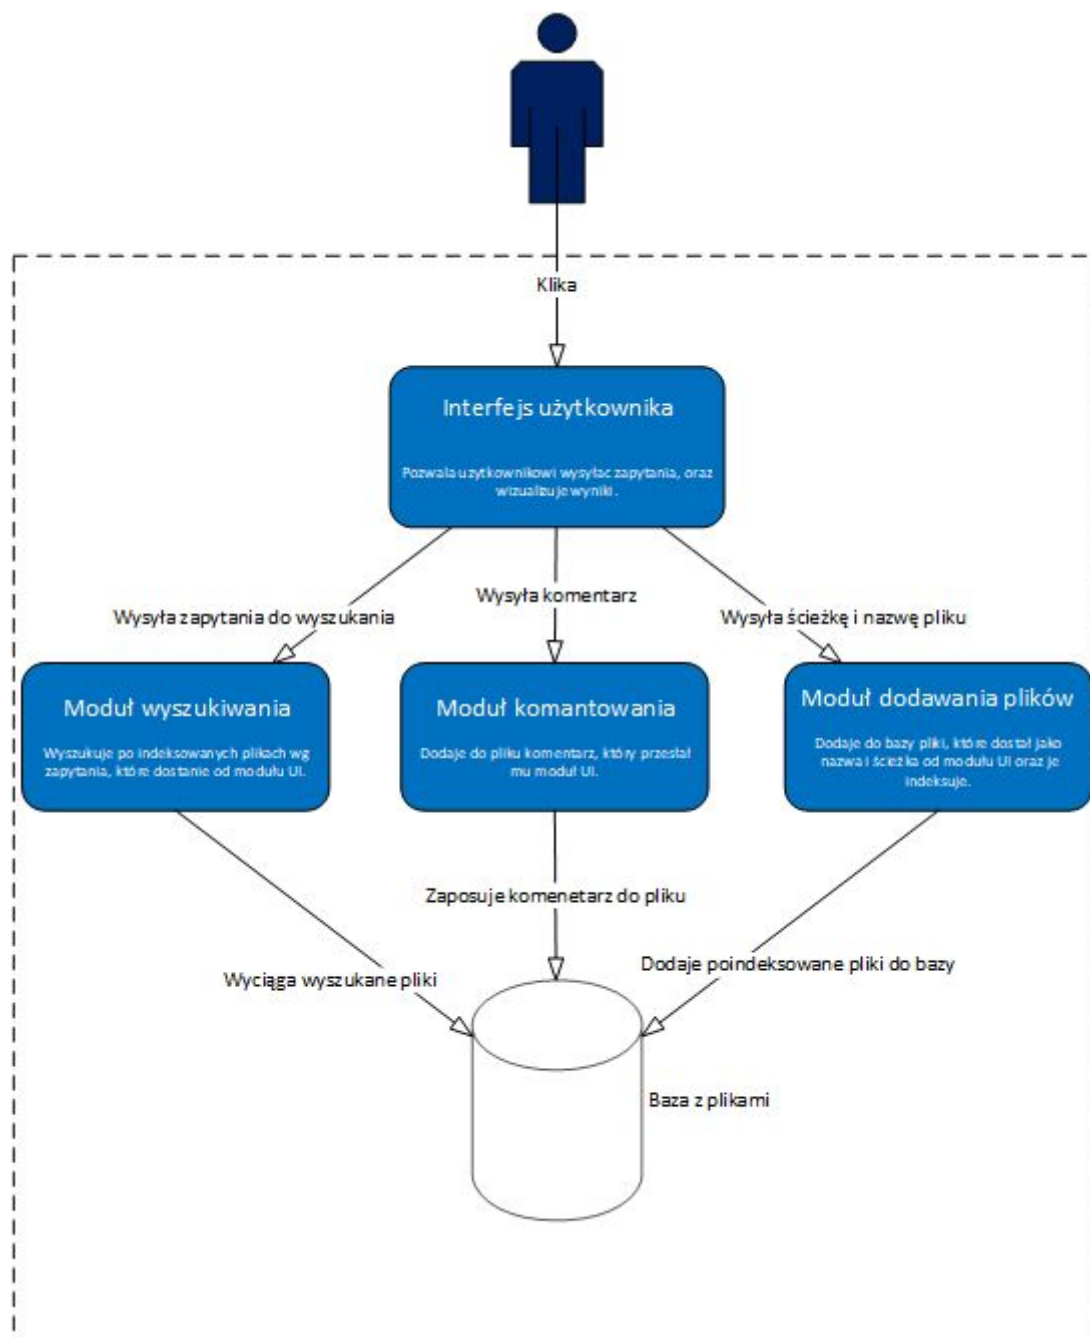 Klika
Interfejs użytkownika
Pozwala uzytkownikowi wysyłac zapytania, oraz
wizualizuje wyniki.
Wysyła zapytania do wyszukania
Wysyła komentarz
Wysyła ścieżkę i nazwę pliku
Moduł wyszukiwania
Wyszukuje po indeksowanych plikach wg
zapytania, które dostanie od modułu UI.
Moduł komantowania
Dodaje do pliku komentarz, który przesłał
mu moduł UI.
Moduł dodawania plików
Dodaje do bazy pliki, które dostał jako
nazwa i ścieżka od modułu UI oraz je
indeksuje.
Wyciąga wyszukane pliki
Zaposuje komenetarz do pliku
Dodaje poindeksowane pliki do bazy
Baza z plikami